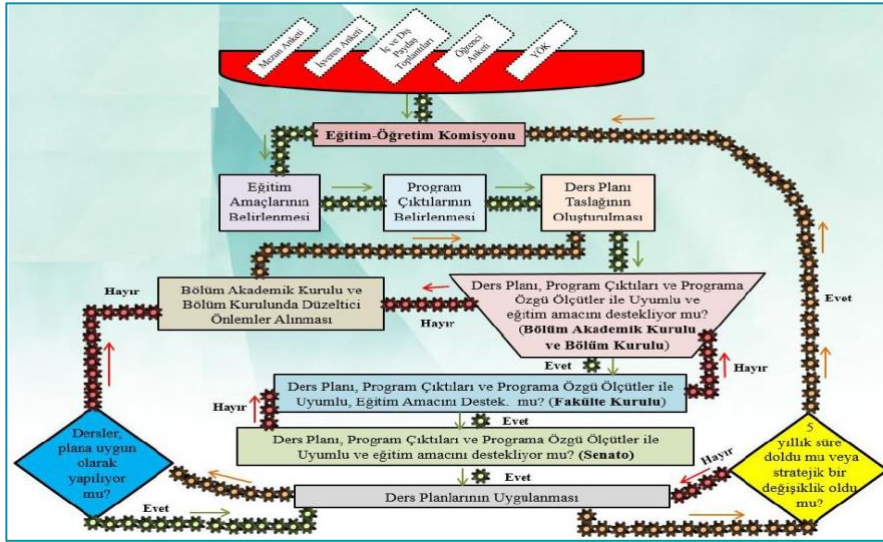 Mezun Anketi
İşveren Anketi
İç ve Dış
Paydaş
Toplantıları
Öğrenci
Anketi
YÖK
Eğitim-Öğretim Komisyonu
Eğitim
Amaçlarının
Belirlenmesi
Program
Çıktılarının
Belirlenmesi
Ders Planı
Taslağının
Oluşturulması
Hayır
Bölüm Akademik Kurulu ve
Bölüm Kurulunda Düzeltici
Önlemler Alınması
Hayır
Ders Planı, Program Çıktıları ve Programa
Özgü Ölçütler ile Uyumlu ve
eğitim amacını destekliyor mu?
(Bölüm Akademik Kurulu
ve Bölüm Kurulu)
Evet
Evet
Hayır
Ders Planı, Program Çıktıları ve Programa Özgü Ölçütler ile
Uyumlu, Eğitim Amacını Destek. mu? (Fakülte Kurulu)
Hayır
Evet
Ders Planı, Program Çıktıları ve Programa Özgü Ölçütler ile
Uyumlu ve eğitim amacını destekliyor mu? (Senato)
Evet
Dersler,
plana uygun
olarak
yapılıyor
mu?
Evet
Ders Planlarının Uygulanması
Hayır
5
yıllık süre
doldu mu veya
stratejik bir
değişiklik oldu
mu?